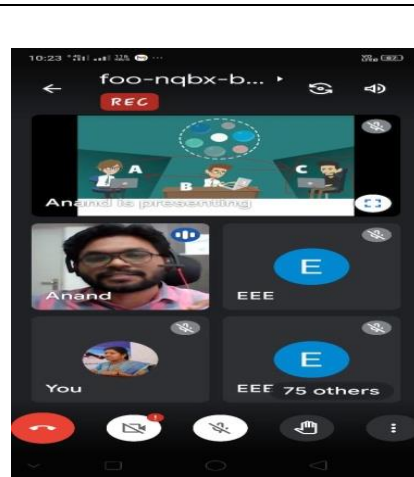 10:23
foo-nqbx-b...
REC
A
B
C
Anand is presenting
Anand
E
EEE
You
E
EEE
75 others